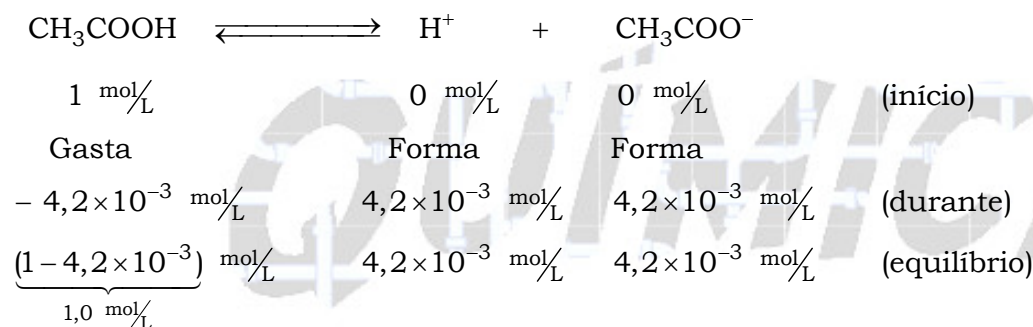 CH₃COOH ⇌ H⁺ + CH₃COO⁻
1 mol/L 0 mol/L 0 mol/L (início)
Gasta Forma Forma
− 4,2×10⁻³ mol/L 4,2×10⁻³ mol/L 4,2×10⁻³ mol/L (durante)
(1−4,2×10⁻³) mol/L 4,2×10⁻³ mol/L 4,2×10⁻³ mol/L (equilíbrio)
1,0 mol/L
QUÍMIC